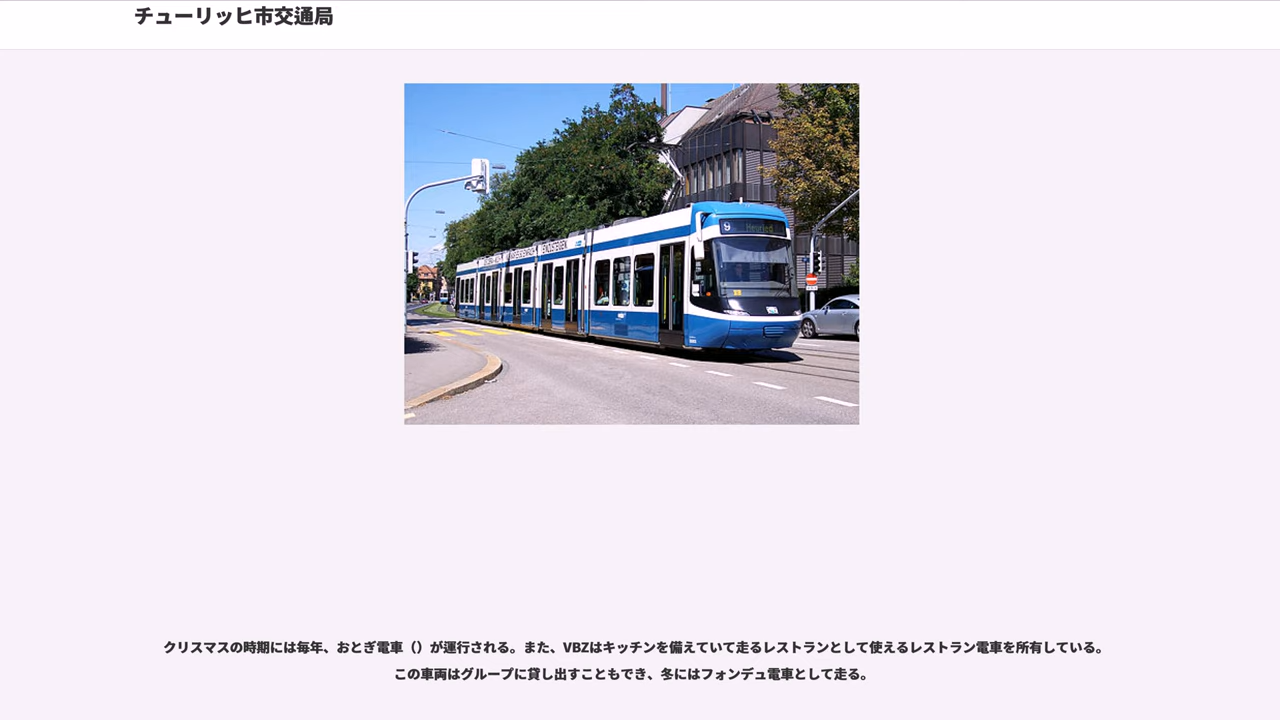 チューリッヒ市交通局
9 Heuried
クリスマスの時期には毎年、おとぎ電車（）が運行される。また、VBZはキッチンを備えていて走るレストランとして使えるレストラン電車を所有している。
この車両はグループに貸し出すこともでき、冬にはフォンデュ電車として走る。